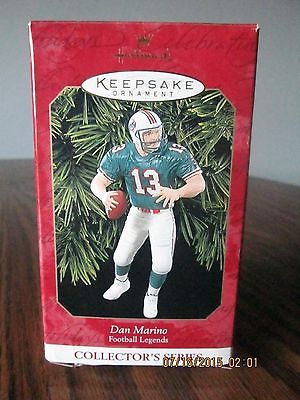 Hallmark
KEEPSAKE
ORNAMENT
13
Dan Marino
Football Legends
COLLECTOR'S SERIES
07/18/2015 02:01